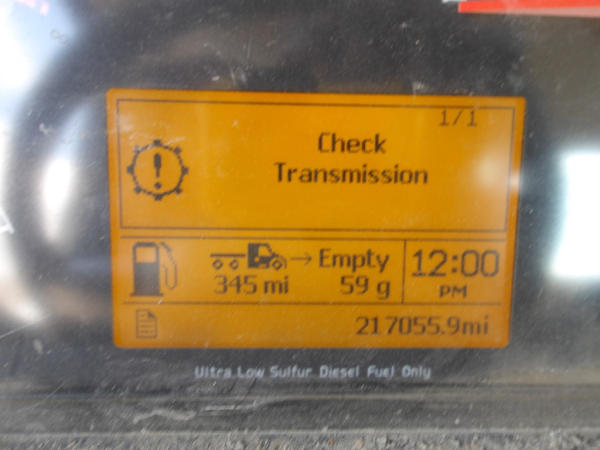 1/1
Check
Transmission
→ Empty
345 mi 59 g
12:00
PM
217055.9mi
Ultra Low Sulfur Diesel Fuel Only